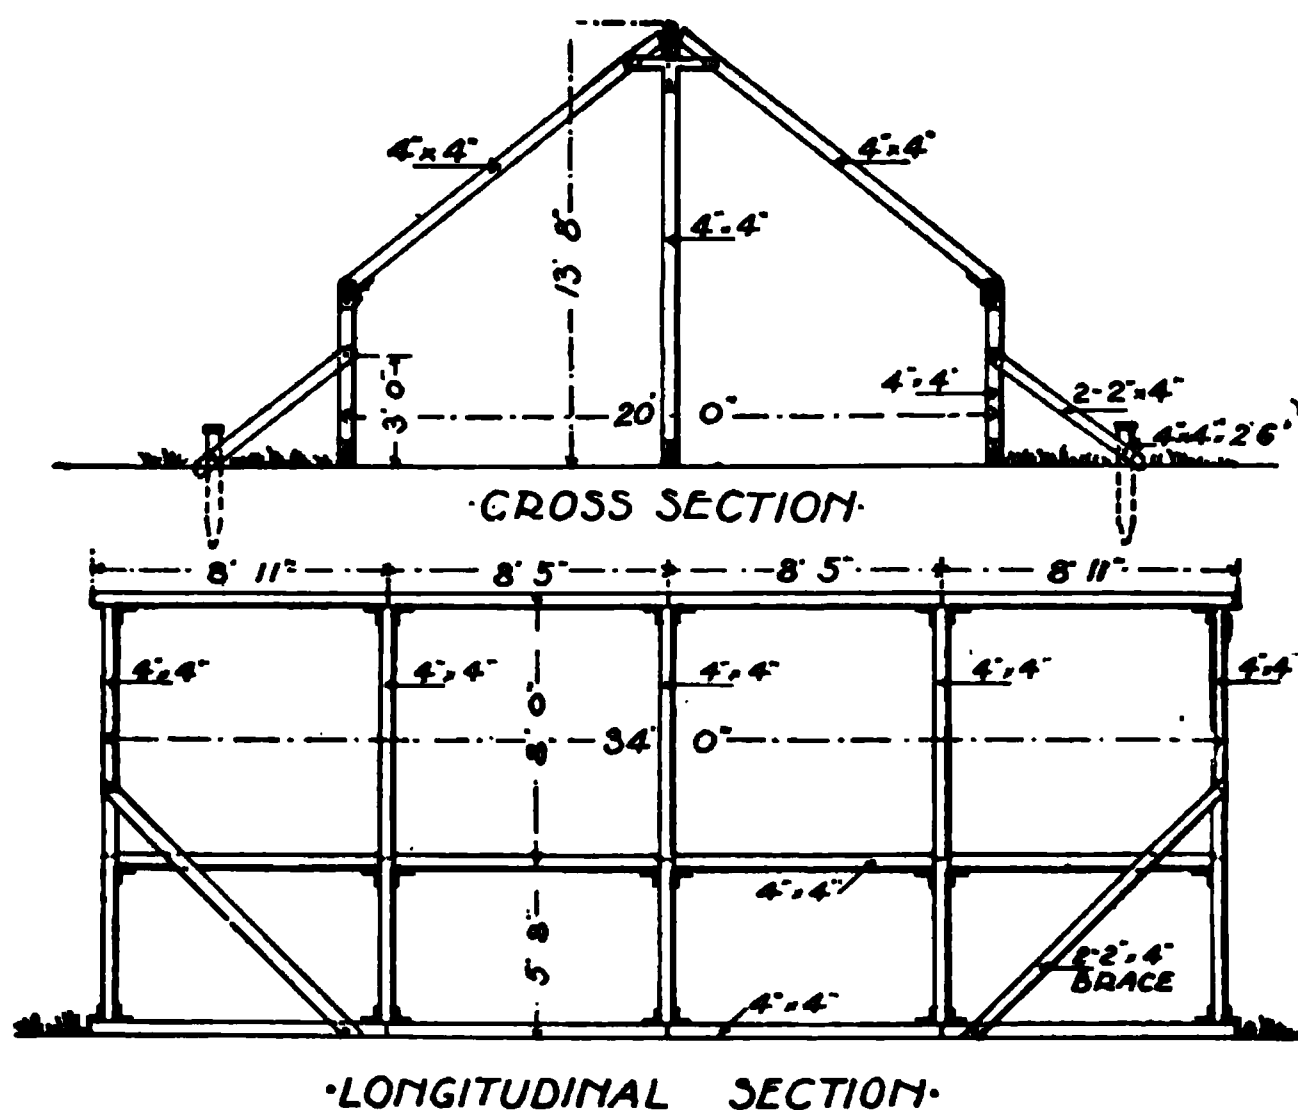 4"x4"
4"x4"
4"x4"
13' 8"
3' 0"
20' 0"
4"x4"
2-2"x4"
4"x4"-2'6"
·CROSS SECTION·
8' 11" 8' 5" 8' 5" 8' 11"
4"x4" 4"x4" 4"x4" 4"x4" 4"x4"
8' 0"
34' 0"
4"x4"
5' 8"
2-2"x4"
BRACE
4"x4"
·LONGITUDINAL SECTION·